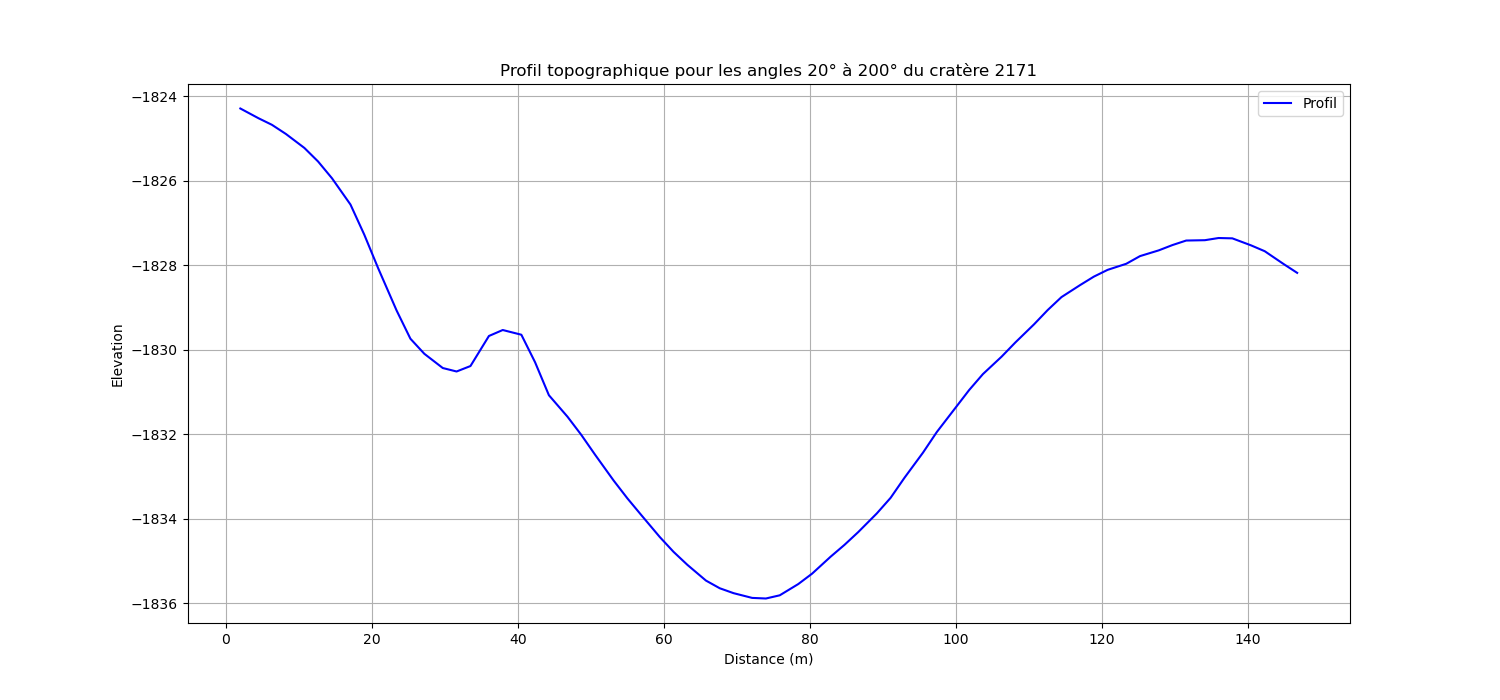 Profil topographique pour les angles 20° à 200° du cratère 2171
Profil
−1824
−1826
−1828
−1830
−1832
−1834
−1836
Elevation
0 20 40 60 80 100 120 140
Distance (m)